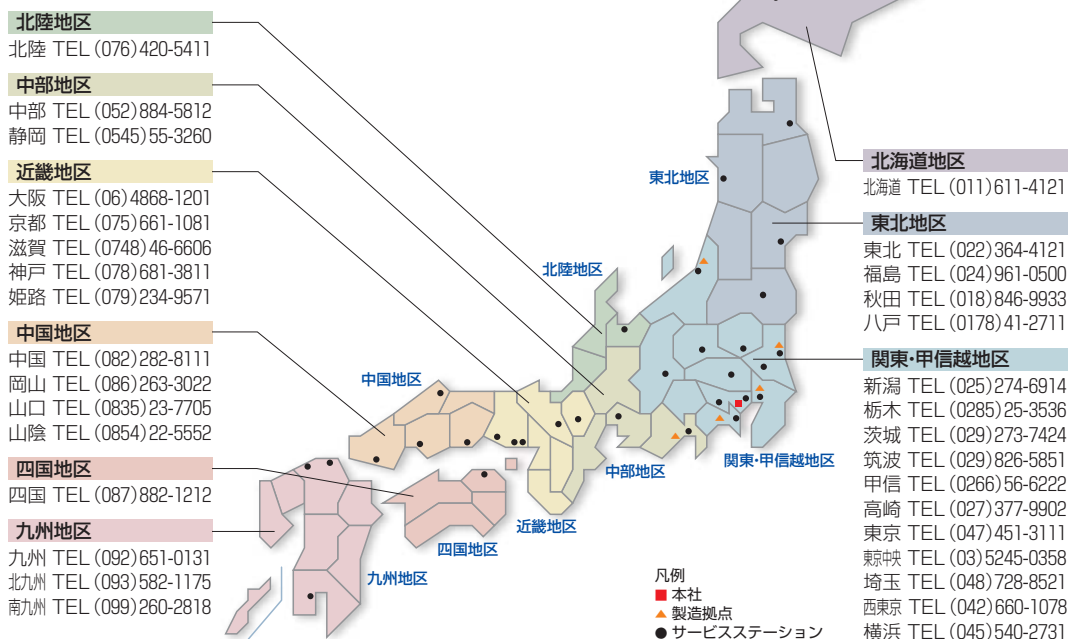 北陸地区
北陸 TEL (076)420-5411
中部地区
中部 TEL (052)884-5812
静岡 TEL (0545)55-3260
近畿地区
大阪 TEL (06)4868-1201
京都 TEL (075)661-1081
滋賀 TEL (0748)46-6606
神戸 TEL (078)681-3811
姫路 TEL (079)234-9571
中国地区
中国 TEL (082)282-8111
岡山 TEL (086)263-3022
山口 TEL (0835)23-7705
山陰 TEL (0854)22-5552
四国地区
四国 TEL (087)882-1212
九州地区
九州 TEL (092)651-0131
北九州 TEL (093)582-1175
南九州 TEL (099)260-2818
東北地区
北陸地区
中国地区
中部地区
関東・甲信越地区
近畿地区
四国地区
九州地区
凡例
本社
製造拠点
サービスステーション
北海道地区
北海道 TEL (011)611-4121
東北地区
東北 TEL (022)364-4121
福島 TEL (024)961-0500
秋田 TEL (018)846-9933
八戸 TEL (0178)41-2711
関東・甲信越地区
新潟 TEL (025)274-6914
栃木 TEL (0285)25-3536
茨城 TEL (029)273-7424
筑波 TEL (029)826-5851
甲信 TEL (0266)56-6222
高崎 TEL (027)377-9902
東京 TEL (047)451-3111
東京中央 TEL (03)5245-0358
埼玉 TEL (048)728-8521
西東京 TEL (042)660-1078
横浜 TEL (045)540-2731